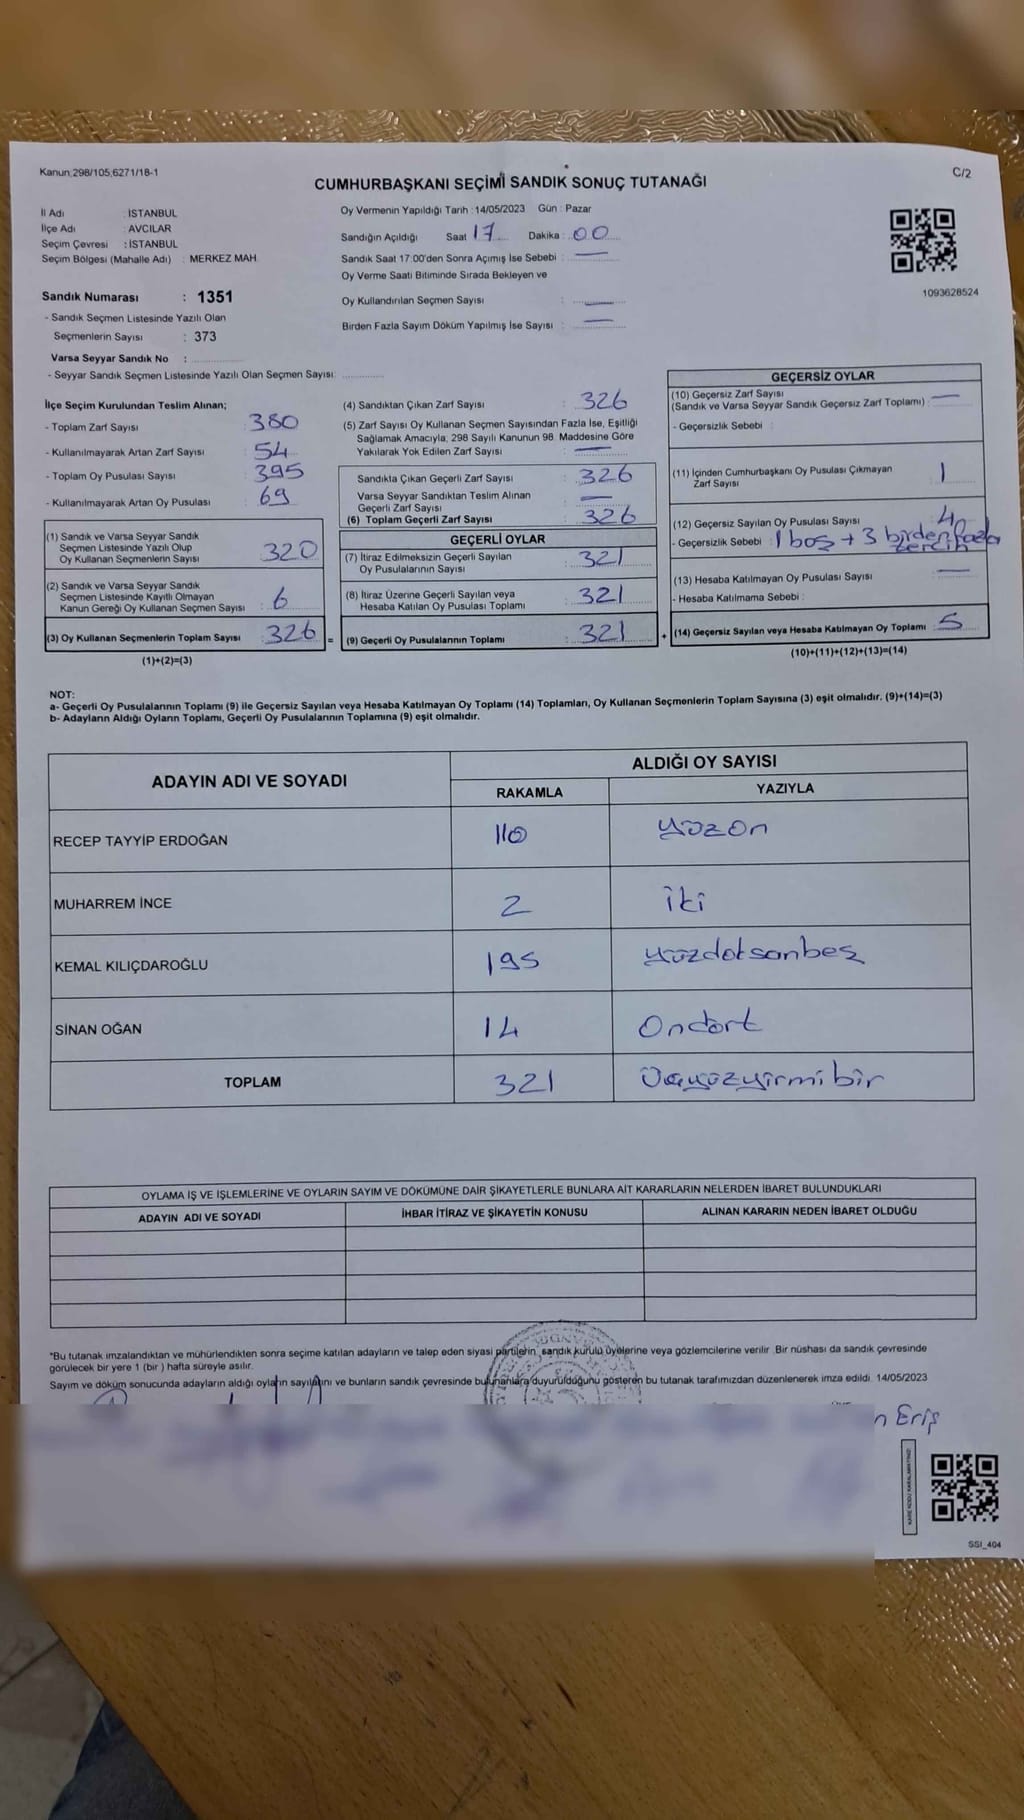 Kanun:298/105,6271/18-1
C/2
CUMHURBAŞKANI SEÇİMİ SANDIK SONUÇ TUTANAĞI
İl Adı : İSTANBUL
İlçe Adı : AVCILAR
Seçim Çevresi : İSTANBUL
Seçim Bölgesi (Mahalle Adı) : MERKEZ MAH.
Sandık Numarası : 1351
- Sandık Seçmen Listesinde Yazılı Olan
Seçmenlerin Sayısı : 373
Varsa Seyyar Sandık No :
- Seyyar Sandık Seçmen Listesinde Yazılı Olan Seçmen Sayısı:
Oy Vermenin Yapıldığı Tarih : 14/05/2023 Gün : Pazar
Sandığın Açıldığı Saat 17 Dakika : 00
Sandık Saat 17:00'den Sonra Açımış İse Sebebi : —
Oy Verme Saati Bitiminde Sırada Bekleyen ve
Oy Kullandırılan Seçmen Sayısı : —
Birden Fazla Sayım Döküm Yapılmış İse Sayısı : —
1093628524
İlçe Seçim Kurulundan Teslim Alınan;
- Toplam Zarf Sayısı : 380
- Kullanılmayarak Artan Zarf Sayısı : 54
- Toplam Oy Pusulası Sayısı : 395
- Kullanılmayarak Artan Oy Pusulası : 69
(1) Sandık ve Varsa Seyyar Sandık
Seçmen Listesinde Yazılı Olup
Oy Kullanan Seçmenlerin Sayısı : 320
(2) Sandık ve Varsa Seyyar Sandık
Seçmen Listesinde Kayıtlı Olmayan
Kanun Gereği Oy Kullanan Seçmen Sayısı : 6
(3) Oy Kullanan Seçmenlerin Toplam Sayısı : 326 =
(1)+(2)=(3)
(4) Sandıktan Çıkan Zarf Sayısı : 326
(5) Zarf Sayısı Oy Kullanan Seçmen Sayısından Fazla İse, Eşitliği
Sağlamak Amacıyla, 298 Sayılı Kanunun 98. Maddesine Göre
Yakılarak Yok Edilen Zarf Sayısı : —
Sandıkta Çıkan Geçerli Zarf Sayısı : 326
Varsa Seyyar Sandıktan Teslim Alınan
Geçerli Zarf Sayısı : —
(6) Toplam Geçerli Zarf Sayısı : 326
GEÇERLİ OYLAR
(7) İtiraz Edilmeksizin Geçerli Sayılan
Oy Pusulalarının Sayısı : 321
(8) İtiraz Üzerine Geçerli Sayılan veya
Hesaba Katılan Oy Pusulası Toplamı : 321
(9) Geçerli Oy Pusulalarının Toplamı : 321 +
GEÇERSİZ OYLAR
(10) Geçersiz Zarf Sayısı : —
(Sandık ve Varsa Seyyar Sandık Geçersiz Zarf Toplamı)
- Geçersizlik Sebebi :
(11) İçinden Cumhurbaşkanı Oy Pusulası Çıkmayan
Zarf Sayısı : 1
(12) Geçersiz Sayılan Oy Pusulası Sayısı : 4
- Geçersizlik Sebebi : 1 boş + 3 birden fazla
tercih
(13) Hesaba Katılmayan Oy Pusulası Sayısı : —
- Hesaba Katılmama Sebebi :
(14) Geçersiz Sayılan veya Hesaba Katılmayan Oy Toplamı : 5
(10)+(11)+(12)+(13)=(14)
NOT:
a- Geçerli Oy Pusulalarının Toplamı (9) ile Geçersiz Sayılan veya Hesaba Katılmayan Oy Toplamı (14) Toplamları, Oy Kullanan Seçmenlerin Toplam Sayısına (3) eşit olmalıdır. (9)+(14)=(3)
b- Adayların Aldığı Oyların Toplamı, Geçerli Oy Pusulalarının Toplamına (9) eşit olmalıdır.
ADAYIN ADI VE SOYADI
ALDIĞI OY SAYISI
RAKAMLA YAZIYLA
RECEP TAYYİP ERDOĞAN 110 yüzon
MUHARREM İNCE 2 iki
KEMAL KILIÇDAROĞLU 195 yüzdoksanbeş
SİNAN OĞAN 14 Ondört
TOPLAM 321 Üçyüzyirmibir
OYLAMA İŞ VE İŞLEMLERİNE VE OYLARIN SAYIM VE DÖKÜMÜNE DAİR ŞİKAYETLERLE BUNLARA AİT KARARLARIN NELERDEN İBARET BULUNDUKLARI
ADAYIN ADI VE SOYADI İHBAR İTİRAZ VE ŞİKAYETİN KONUSU ALINAN KARARIN NEDEN İBARET OLDUĞU
*Bu tutanak imzalandıktan ve mühürlendikten sonra seçime katılan adayların ve talep eden siyasi partilerin, sandık kurulu üyelerine veya gözlemcilerine verilir. Bir nüshası da sandık çevresinde
görülecek bir yere 1 (bir) hafta süreyle asılır.
Sayım ve döküm sonucunda adayların aldığı oyların sayılarını ve bunların sandık çevresinde bulunanlara duyurulduğunu gösteren bu tutanak tarafımızdan düzenlenerek imza edildi. 14/05/2023
n Eriş
KARE KODU KARALAMAYINIZ!
SSI_404